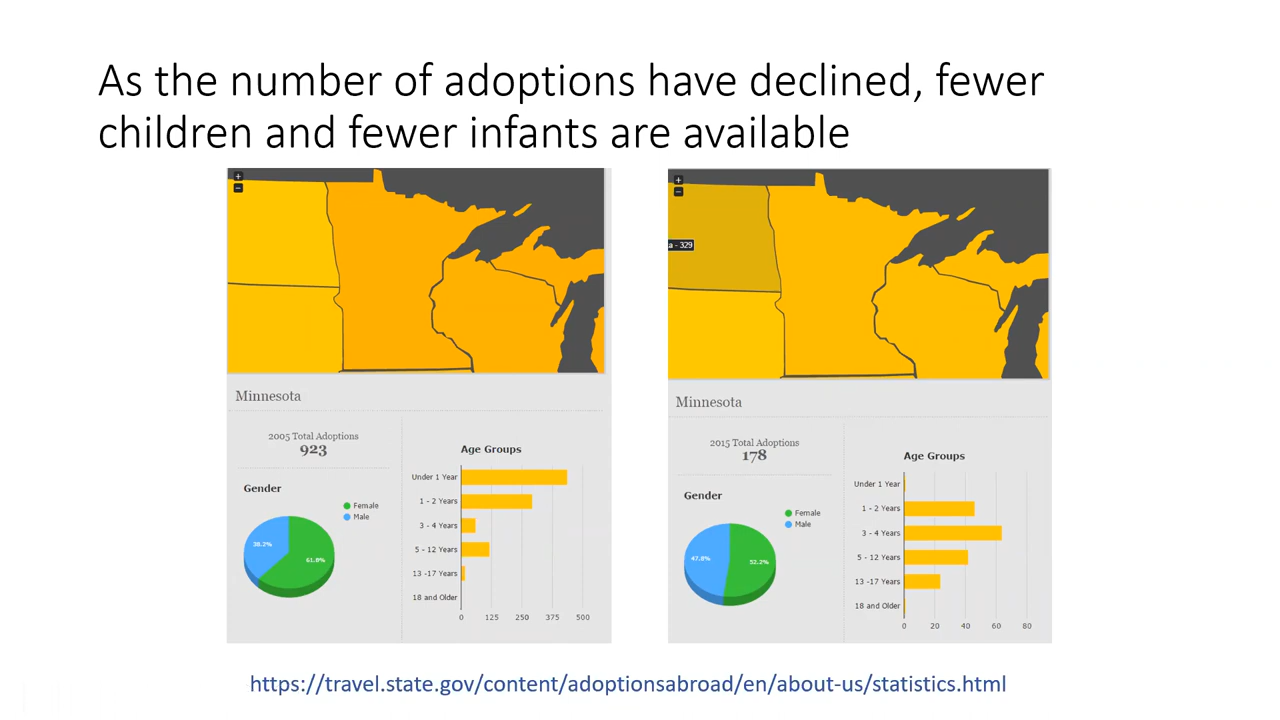 As the number of adoptions have declined, fewer
children and fewer infants are available
+
−
Minnesota
2005 Total Adoptions
923
Gender
Female
Male
38.2%
61.8%
Age Groups
Under 1 Year
1 - 2 Years
3 - 4 Years
5 - 12 Years
13 -17 Years
18 and Older
0 125 250 375 500
+
−
a - 329
Minnesota
2015 Total Adoptions
178
Gender
Female
Male
47.8%
52.2%
Age Groups
Under 1 Year
1 - 2 Years
3 - 4 Years
5 - 12 Years
13 -17 Years
18 and Older
0 20 40 60 80
https://travel.state.gov/content/adoptionsabroad/en/about-us/statistics.html